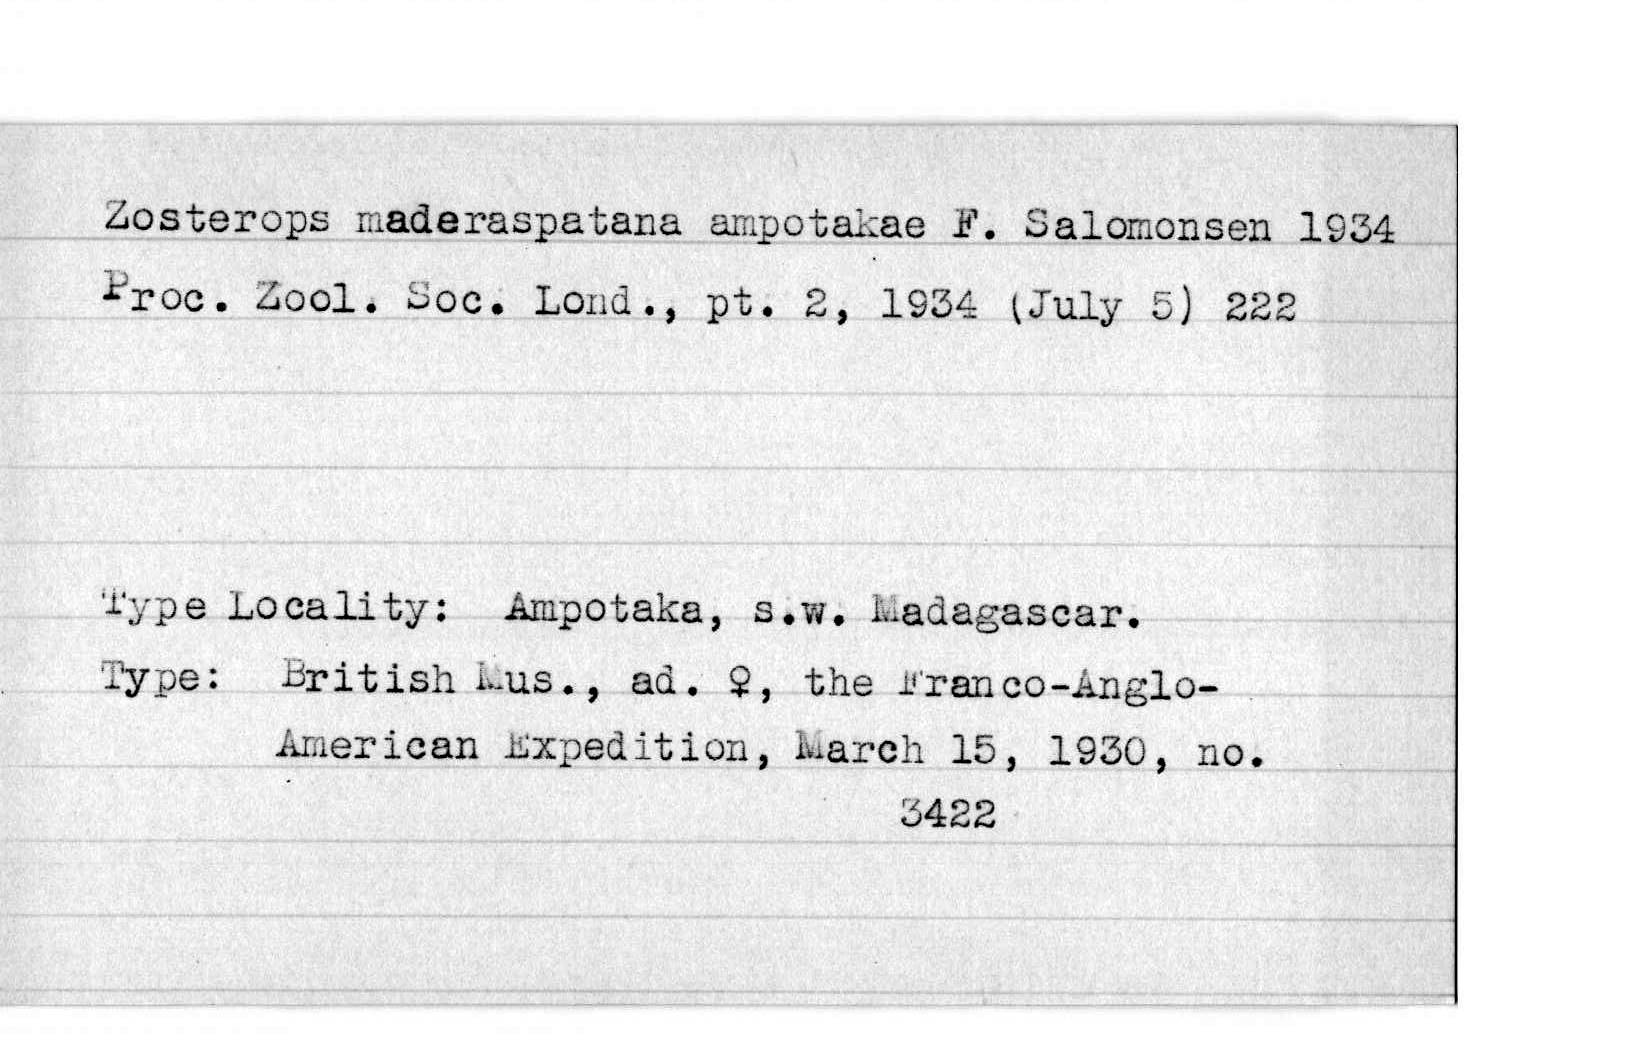 Zosterops maderaspatana ampotakae F. Salomonsen 1934
Proc. Zool. Soc. Lond., pt. 2, 1934 (July 5) 222
Type Locality: Ampotaka, s.w. Madagascar.
Type: British Mus., ad. ♀, the Franco-Anglo-
American Expedition, March 15, 1930, no.
3422